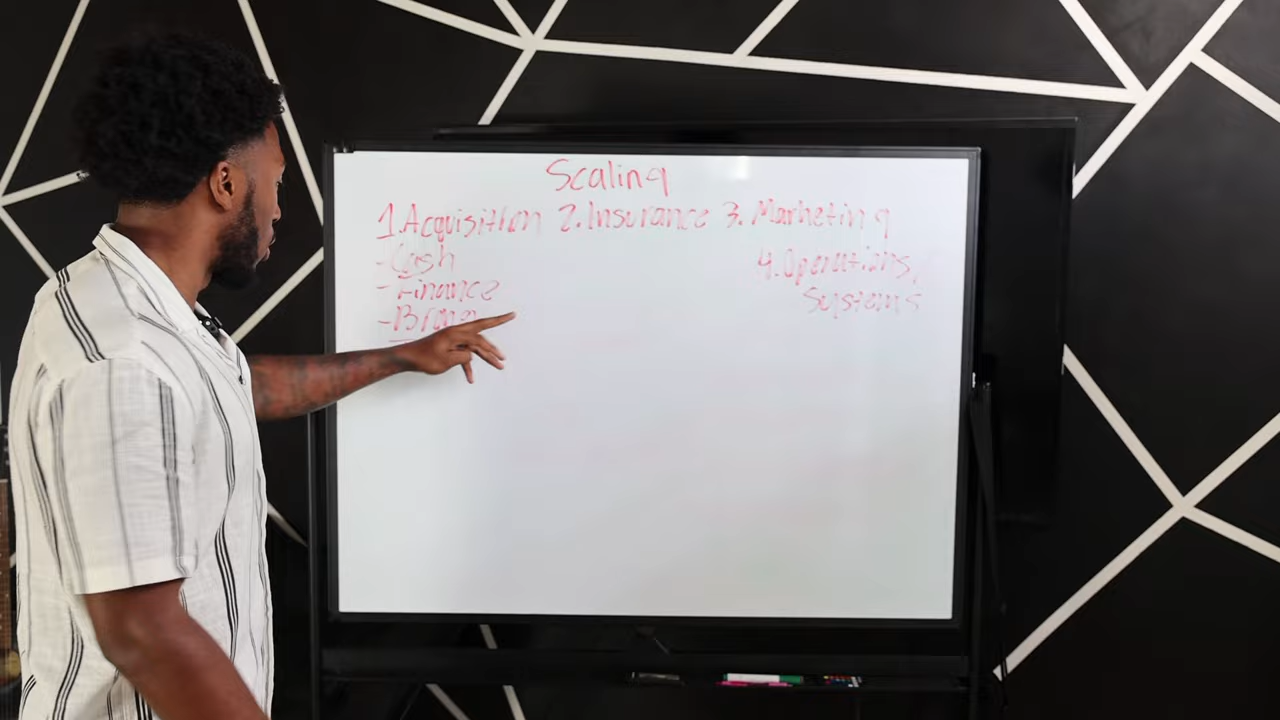 Scaling
1. Acquisition 2. Insurance 3. Marketing
- Cash
- Finance
4. Operations,
Systems